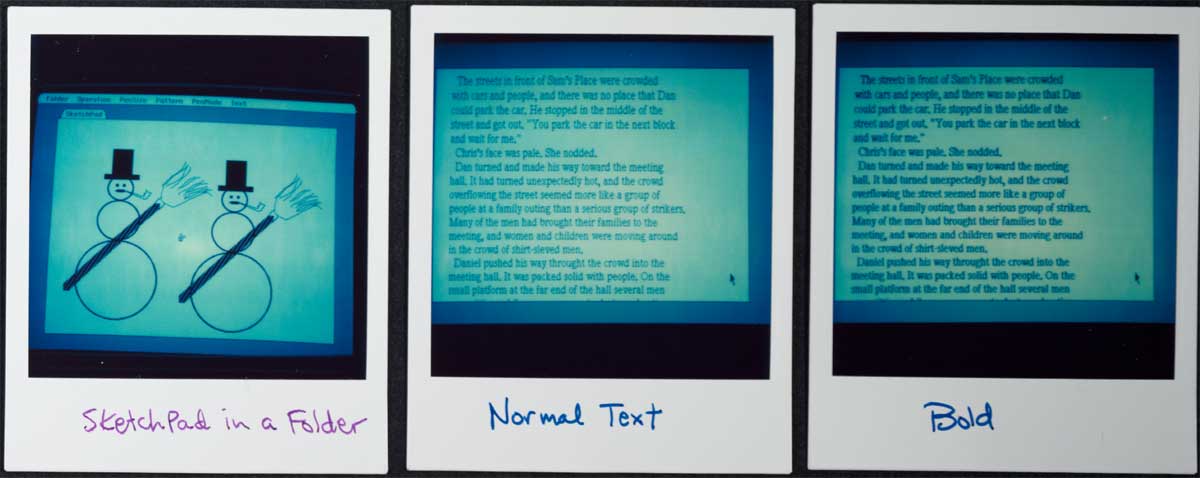 Folder Operation PenSize Pattern PenMode Text
SketchPad
SketchPad in a Folder
The streets in front of Sam's Place were crowded
with cars and people, and there was no place that Dan
could park the car. He stopped in the middle of the
street and got out. "You park the car in the next block
and wait for me."
Chris's face was pale. She nodded.
Dan turned and made his way toward the meeting
hall. It had turned unexpectedly hot, and the crowd
overflowing the street seemed more like a group of
people at a family outing than a serious group of strikers.
Many of the men had brought their families to the
meeting, and women and children were moving around
in the crowd of shirt-sleved men.
Daniel pushed his way throught the crowd into the
meeting hall. It was packed solid with people. On the
small platform at the far end of the hall several men
Normal Text
The streets in front of Sam's Place were crowded
with cars and people, and there was no place that Dan
could park the car. He stopped in the middle of the
street and got out. "You park the car in the next block
and wait for me."
Chris's face was pale. She nodded.
Dan turned and made his way toward the meeting
hall. It had turned unexpectedly hot, and the crowd
overflowing the street seemed more like a group of
people at a family outing than a serious group of strikers.
Many of the men had brought their families to the
meeting, and women and children were moving around
in the crowd of shirt-sleved men.
Daniel pushed his way throught the crowd into the
meeting hall. It was packed solid with people. On the
small platform at the far end of the hall several men
Bold